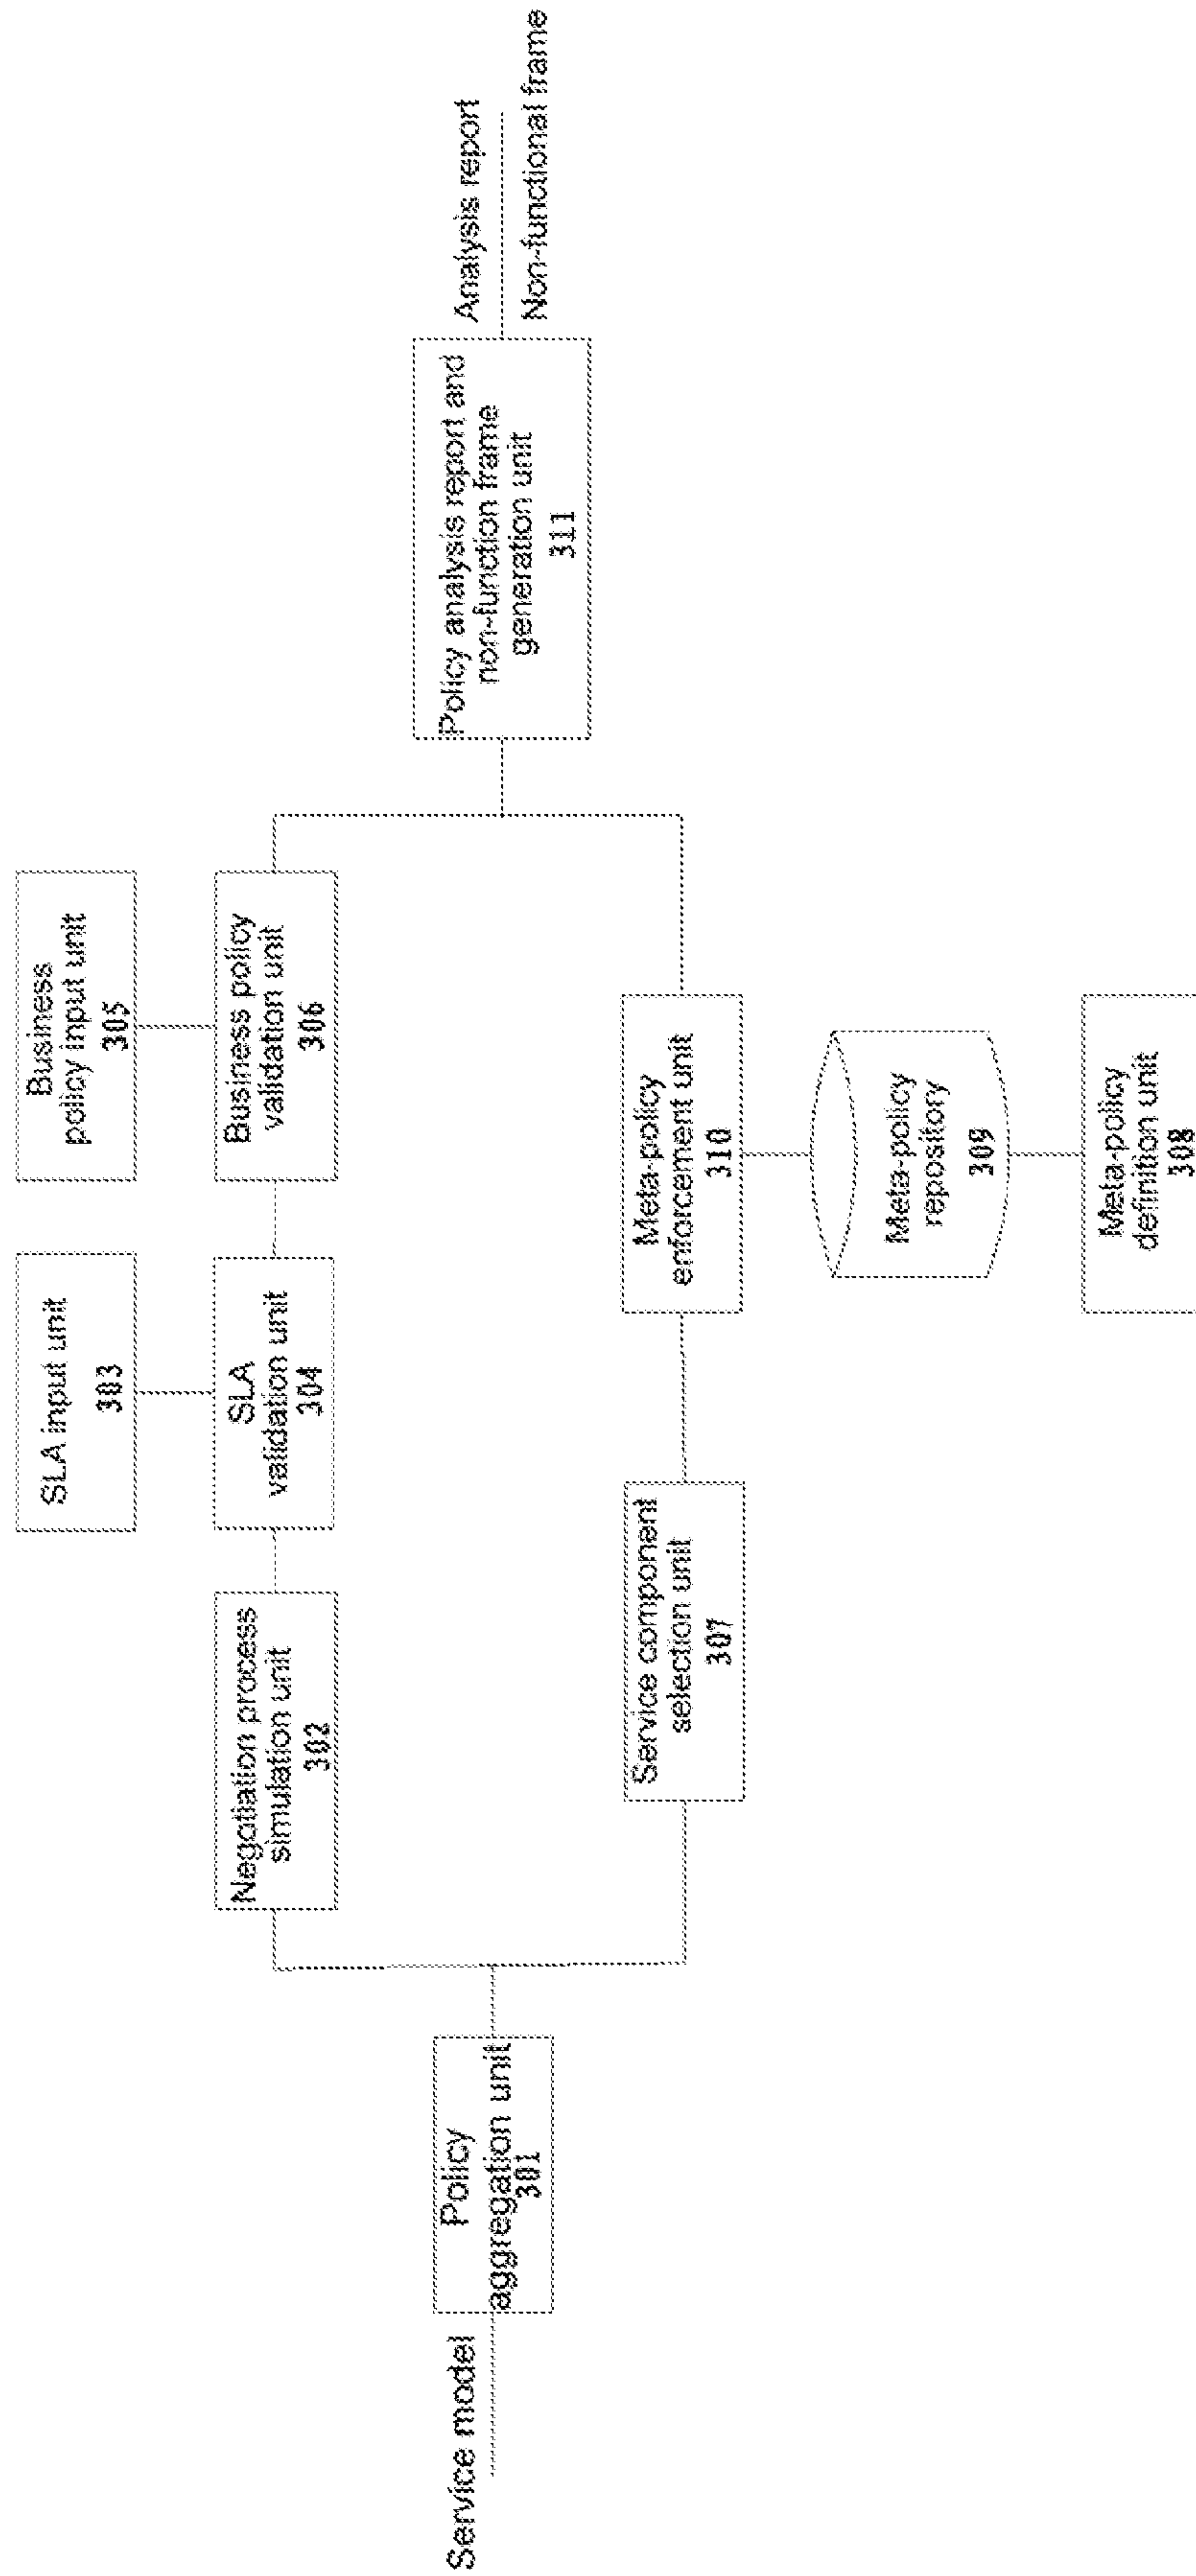 Service model
Policy
aggregation unit
301
Negotiation process
simulation unit
302
SLA input unit
303
SLA
validation unit
304
Business
policy input unit
305
Business policy
validation unit
306
Service component
selection unit
307
Meta-policy
enforcement unit
310
Meta-policy
repository
309
Meta-policy
definition unit
308
Policy analysis report and
non-function frame
generation unit
311
Analysis report
Non-functional frame